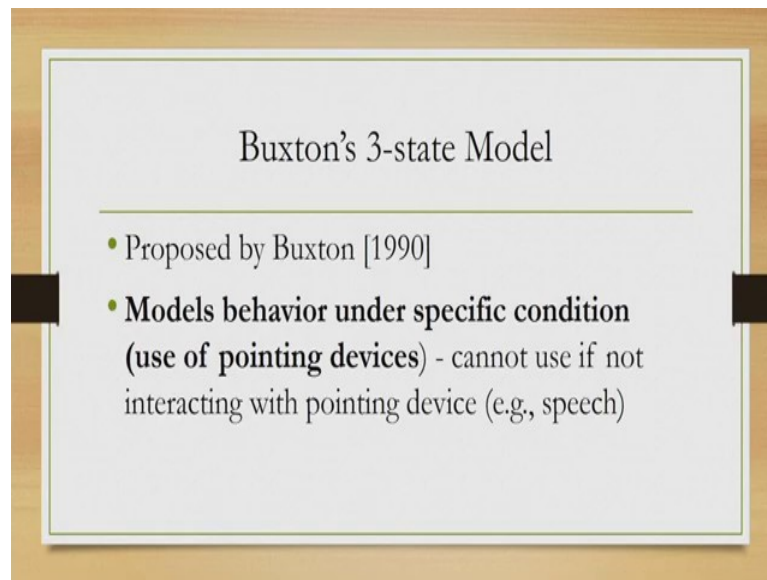 Buxton's 3-state Model
• Proposed by Buxton [1990]
• Models behavior under specific condition
(use of pointing devices) - cannot use if not
interacting with pointing device (e.g., speech)